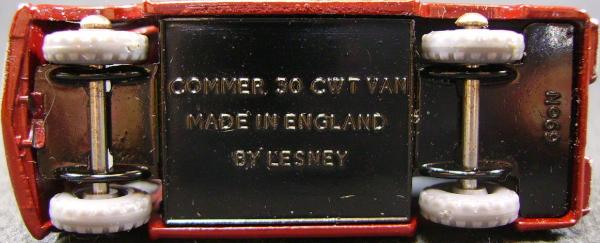 COMMER 30 CWT VAN
MADE IN ENGLAND
BY LESNEY
Nº69